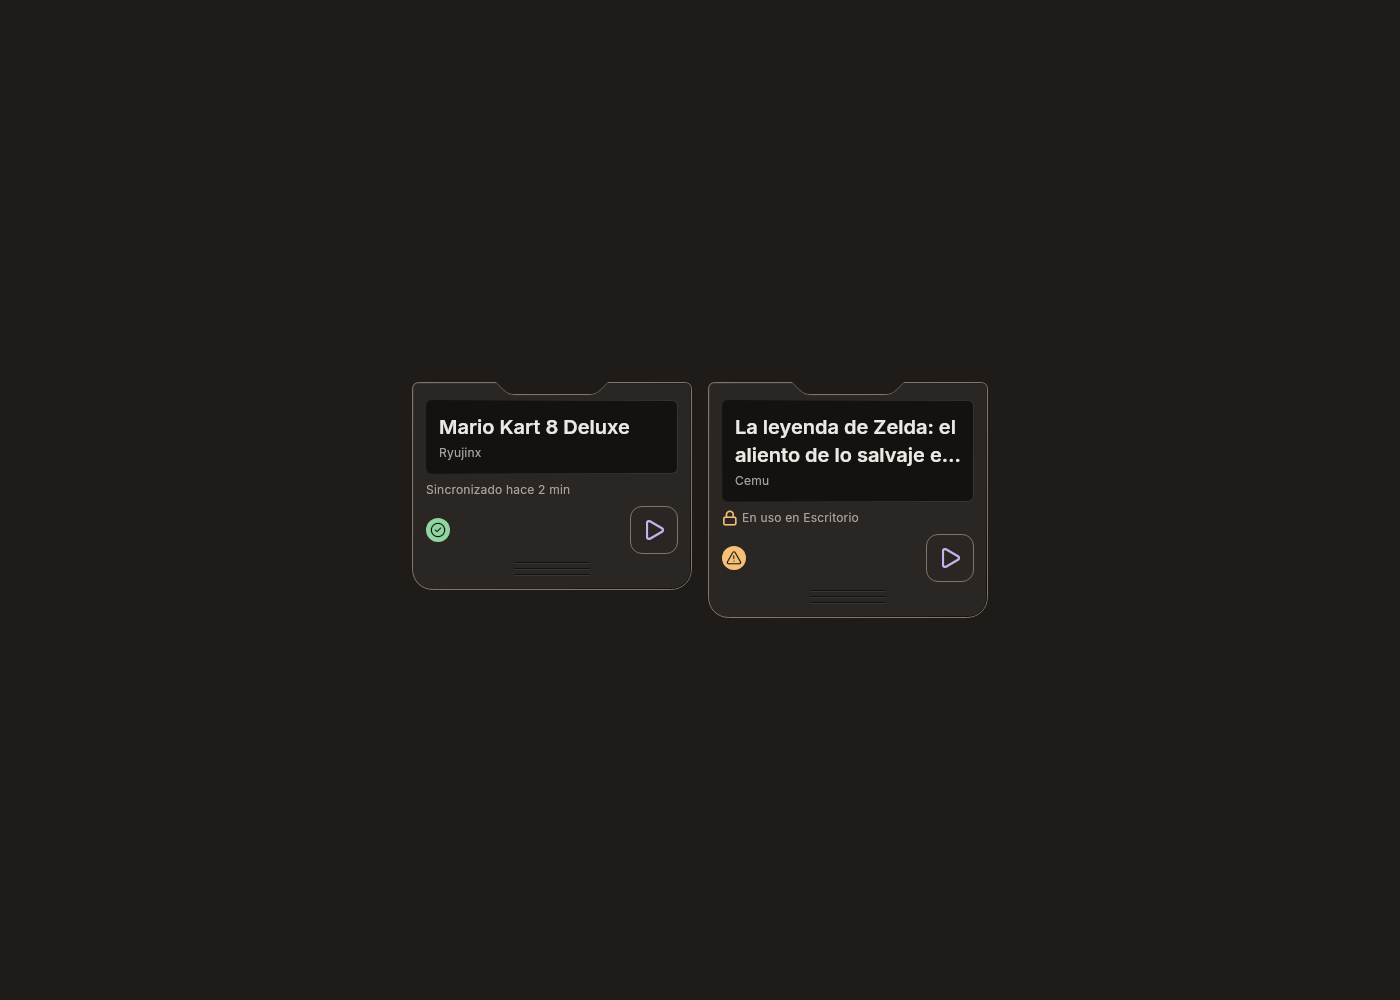 Mario Kart 8 Deluxe
Ryujinx
Sincronizado hace 2 min
La leyenda de Zelda: el
aliento de lo salvaje e...
Cemu
En uso en Escritorio